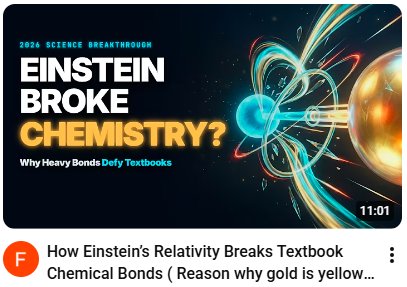 2026 SCIENCE BREAKTHROUGH
EINSTEIN
BROKE
CHEMISTRY?
Why Heavy Bonds Defy Textbooks
11:01
F
How Einstein’s Relativity Breaks Textbook
Chemical Bonds ( Reason why gold is yellow…